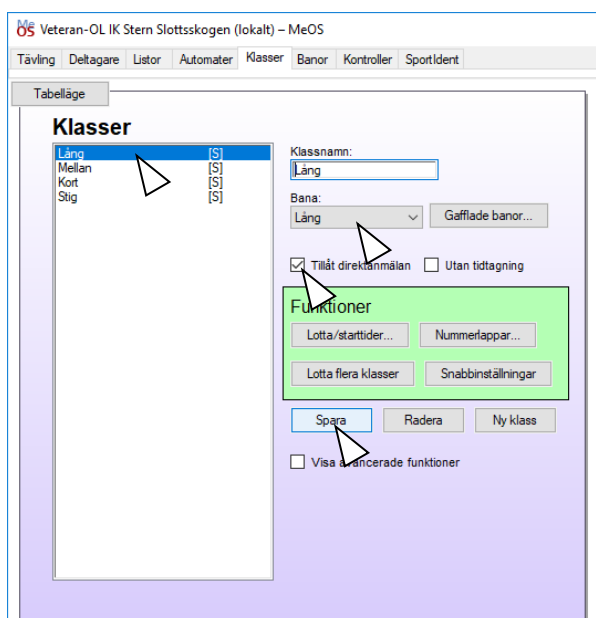 MeOS Veteran-OL IK Stern Slottsskogen (lokalt) – MeOS
Tävling Deltagare Listor Automater Klasser Banor Kontroller SportIdent
Tabelläge
Klasser
Lång [S]
Mellan [S]
Kort [S]
Stig [S]
Klassnamn:
Lång
Bana:
Lång Gafflade banor...
Tillåt direktanmälan Utan tidtagning
Funktioner
Lotta/starttider... Nummerlappar...
Lotta flera klasser Snabbinställningar
Spara Radera Ny klass
Visa avancerade funktioner